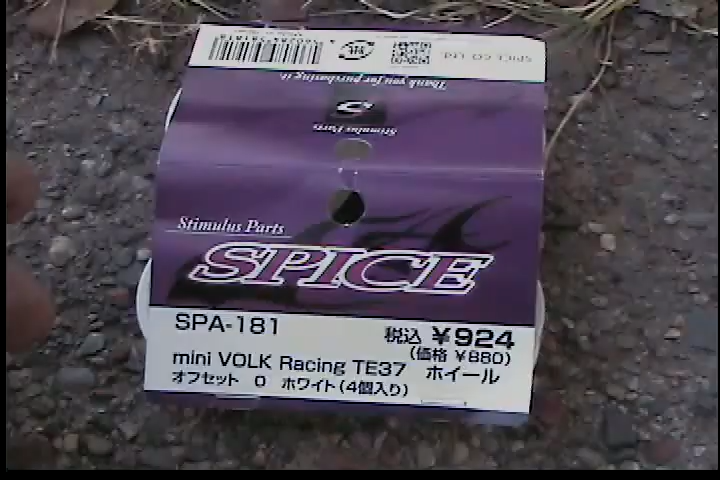 SPICE CO.,Ltd.
Thank you for purchasing it.
Stimulus Parts
Stimulus Parts
SPICE
SPA-181
税込 ¥924
(価格 ¥880)
mini VOLK Racing TE37 ホイール
オフセット 0 ホワイト(4個入り)